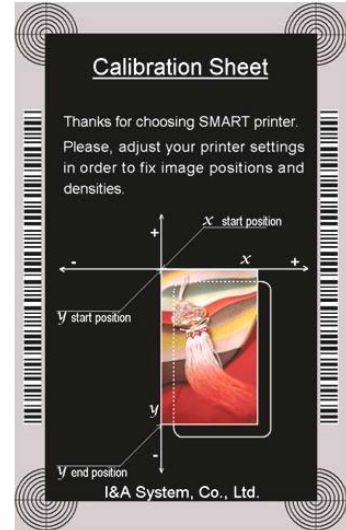 Calibration Sheet
Thanks for choosing SMART printer.
Please, adjust your printer settings
in order to fix image positions and
densities.
x start position
+
- x +
y start position
y
y end position
-
I&A System, Co., Ltd.